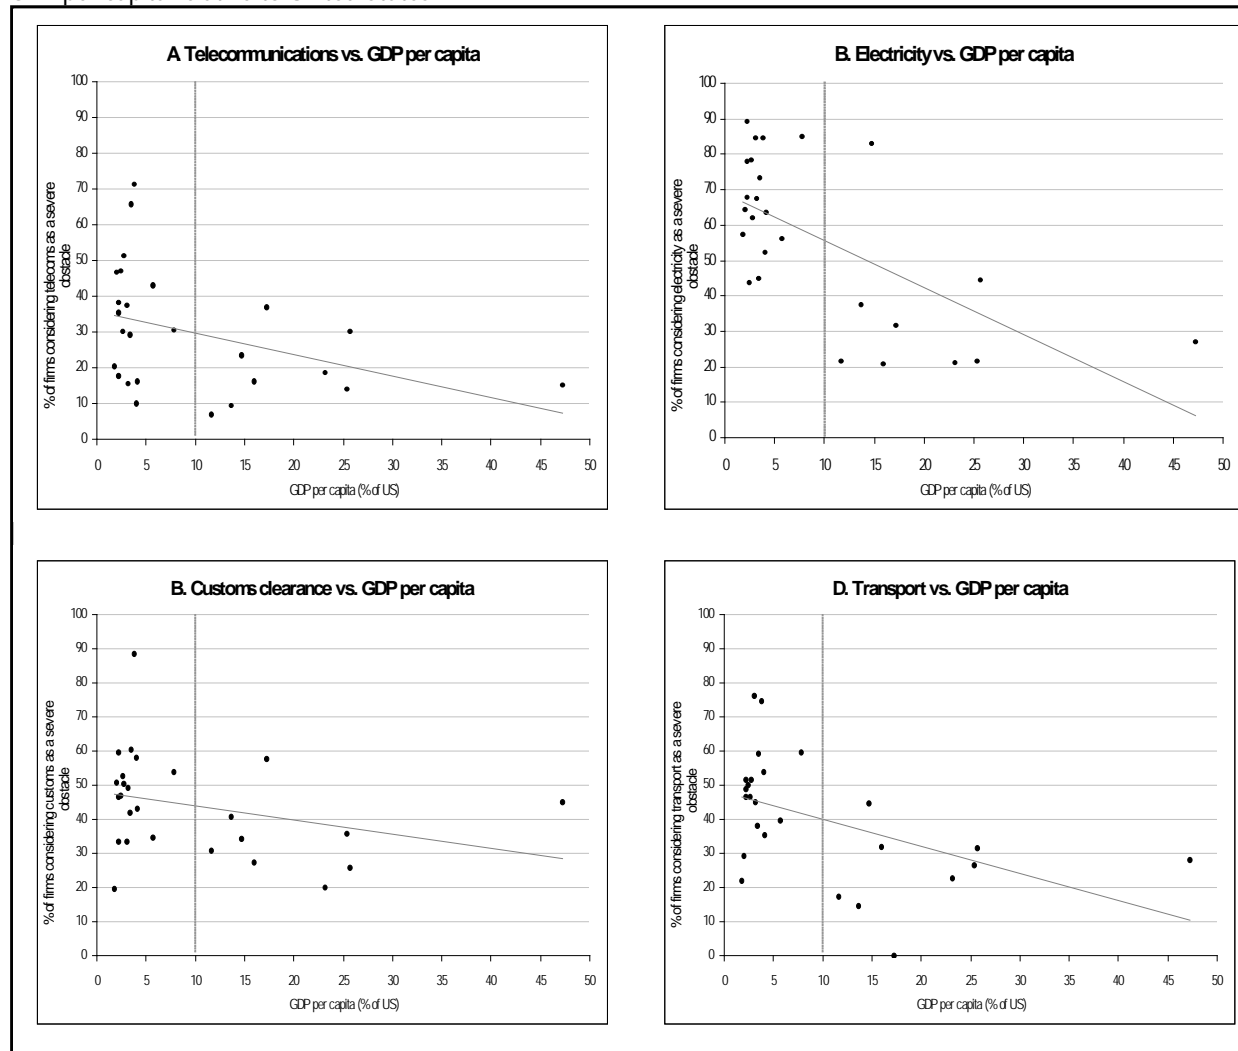 A Telecommunications vs. GDP per capita
100
90
80
70
60
50
40
30
20
10
0
% of firms considering telecoms as a severe
obstacle
0 5 10 15 20 25 30 35 40 45 50
GDP per capita (% of US)
B. Electricity vs. GDP per capita
100
90
80
70
60
50
40
30
20
10
0
% of firms considering electricity as a severe
obstacle
0 5 10 15 20 25 30 35 40 45 50
GDP per capita (% of US)
B. Customs clearance vs. GDP per capita
100
90
80
70
60
50
40
30
20
10
0
% of firms considering customs as a severe
obstacle
0 5 10 15 20 25 30 35 40 45 50
GDP per capita (% of US)
D. Transport vs. GDP per capita
100
90
80
70
60
50
40
30
20
10
0
% of firms considering transport as a severe
obstacle
0 5 10 15 20 25 30 35 40 45 50
GDP per capita (% of US)